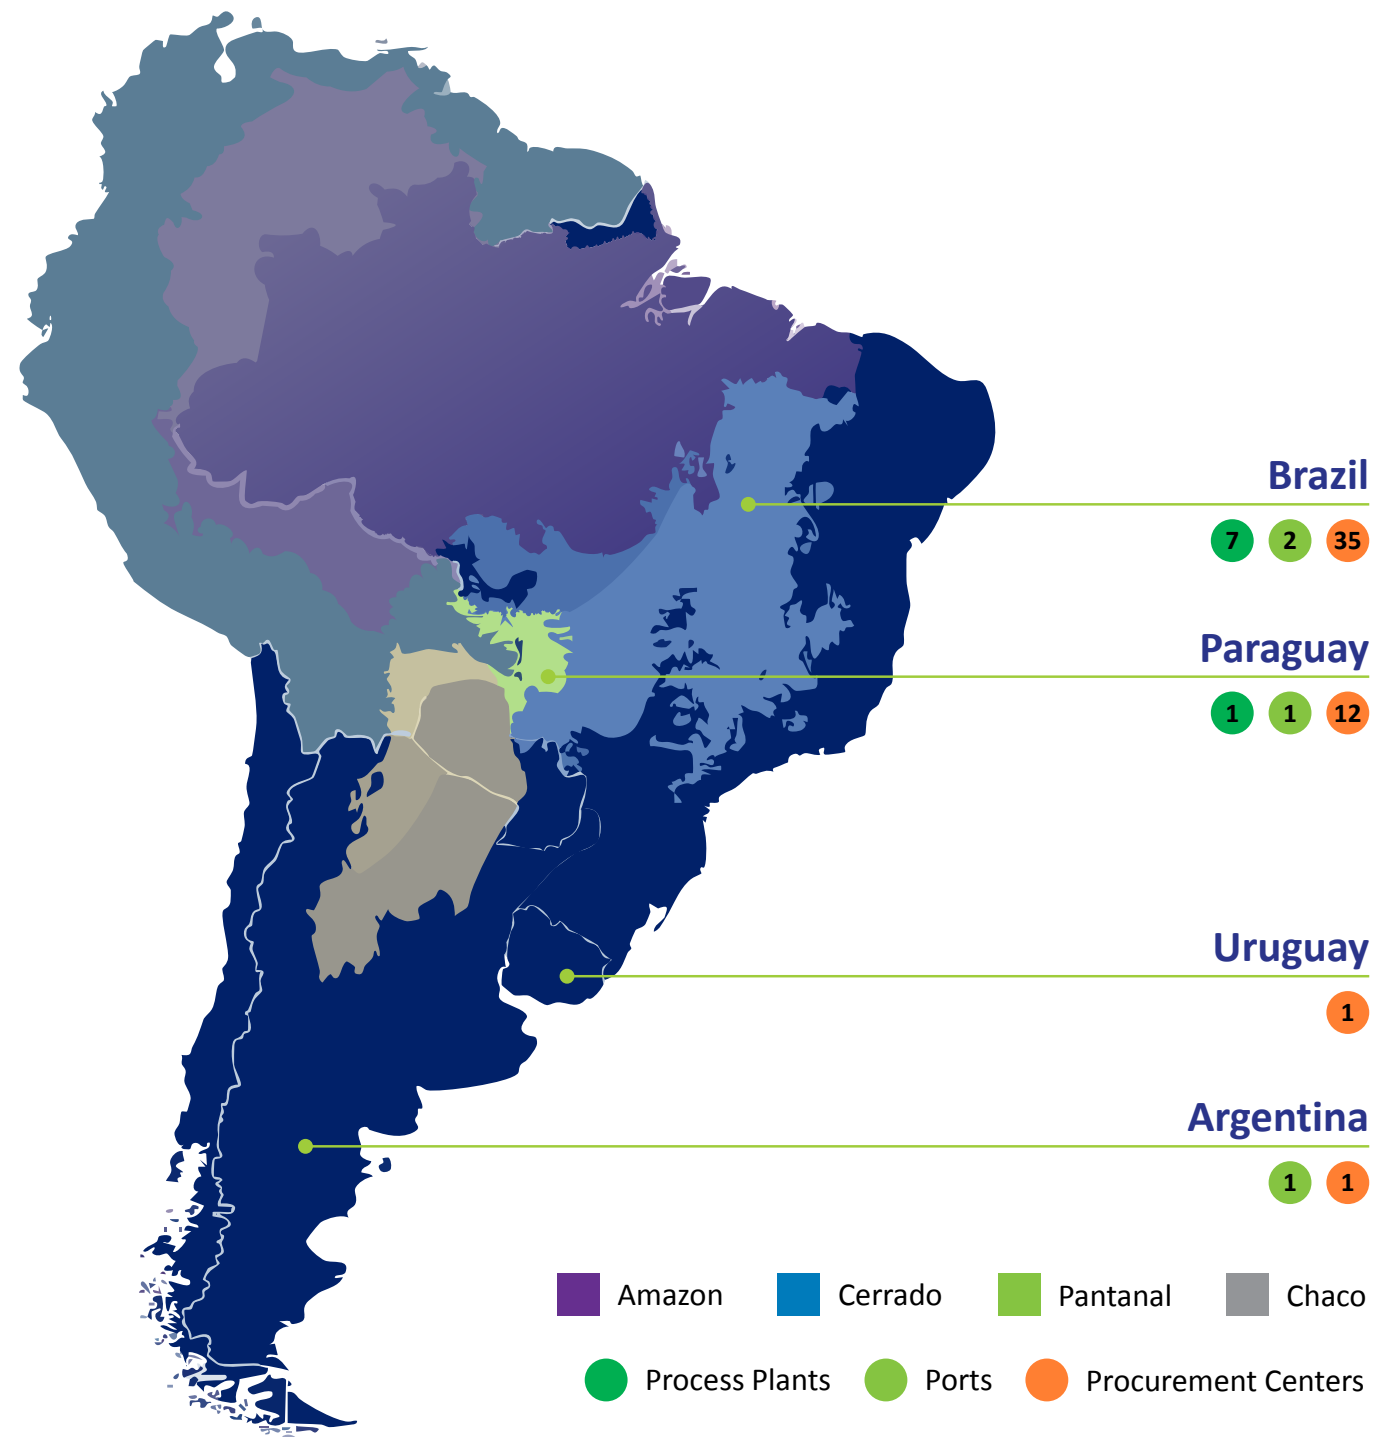 Brazil
7 2 35
Paraguay
1 1 12
Uruguay
1
Argentina
1 1
Amazon Cerrado Pantanal Chaco
Process Plants Ports Procurement Centers